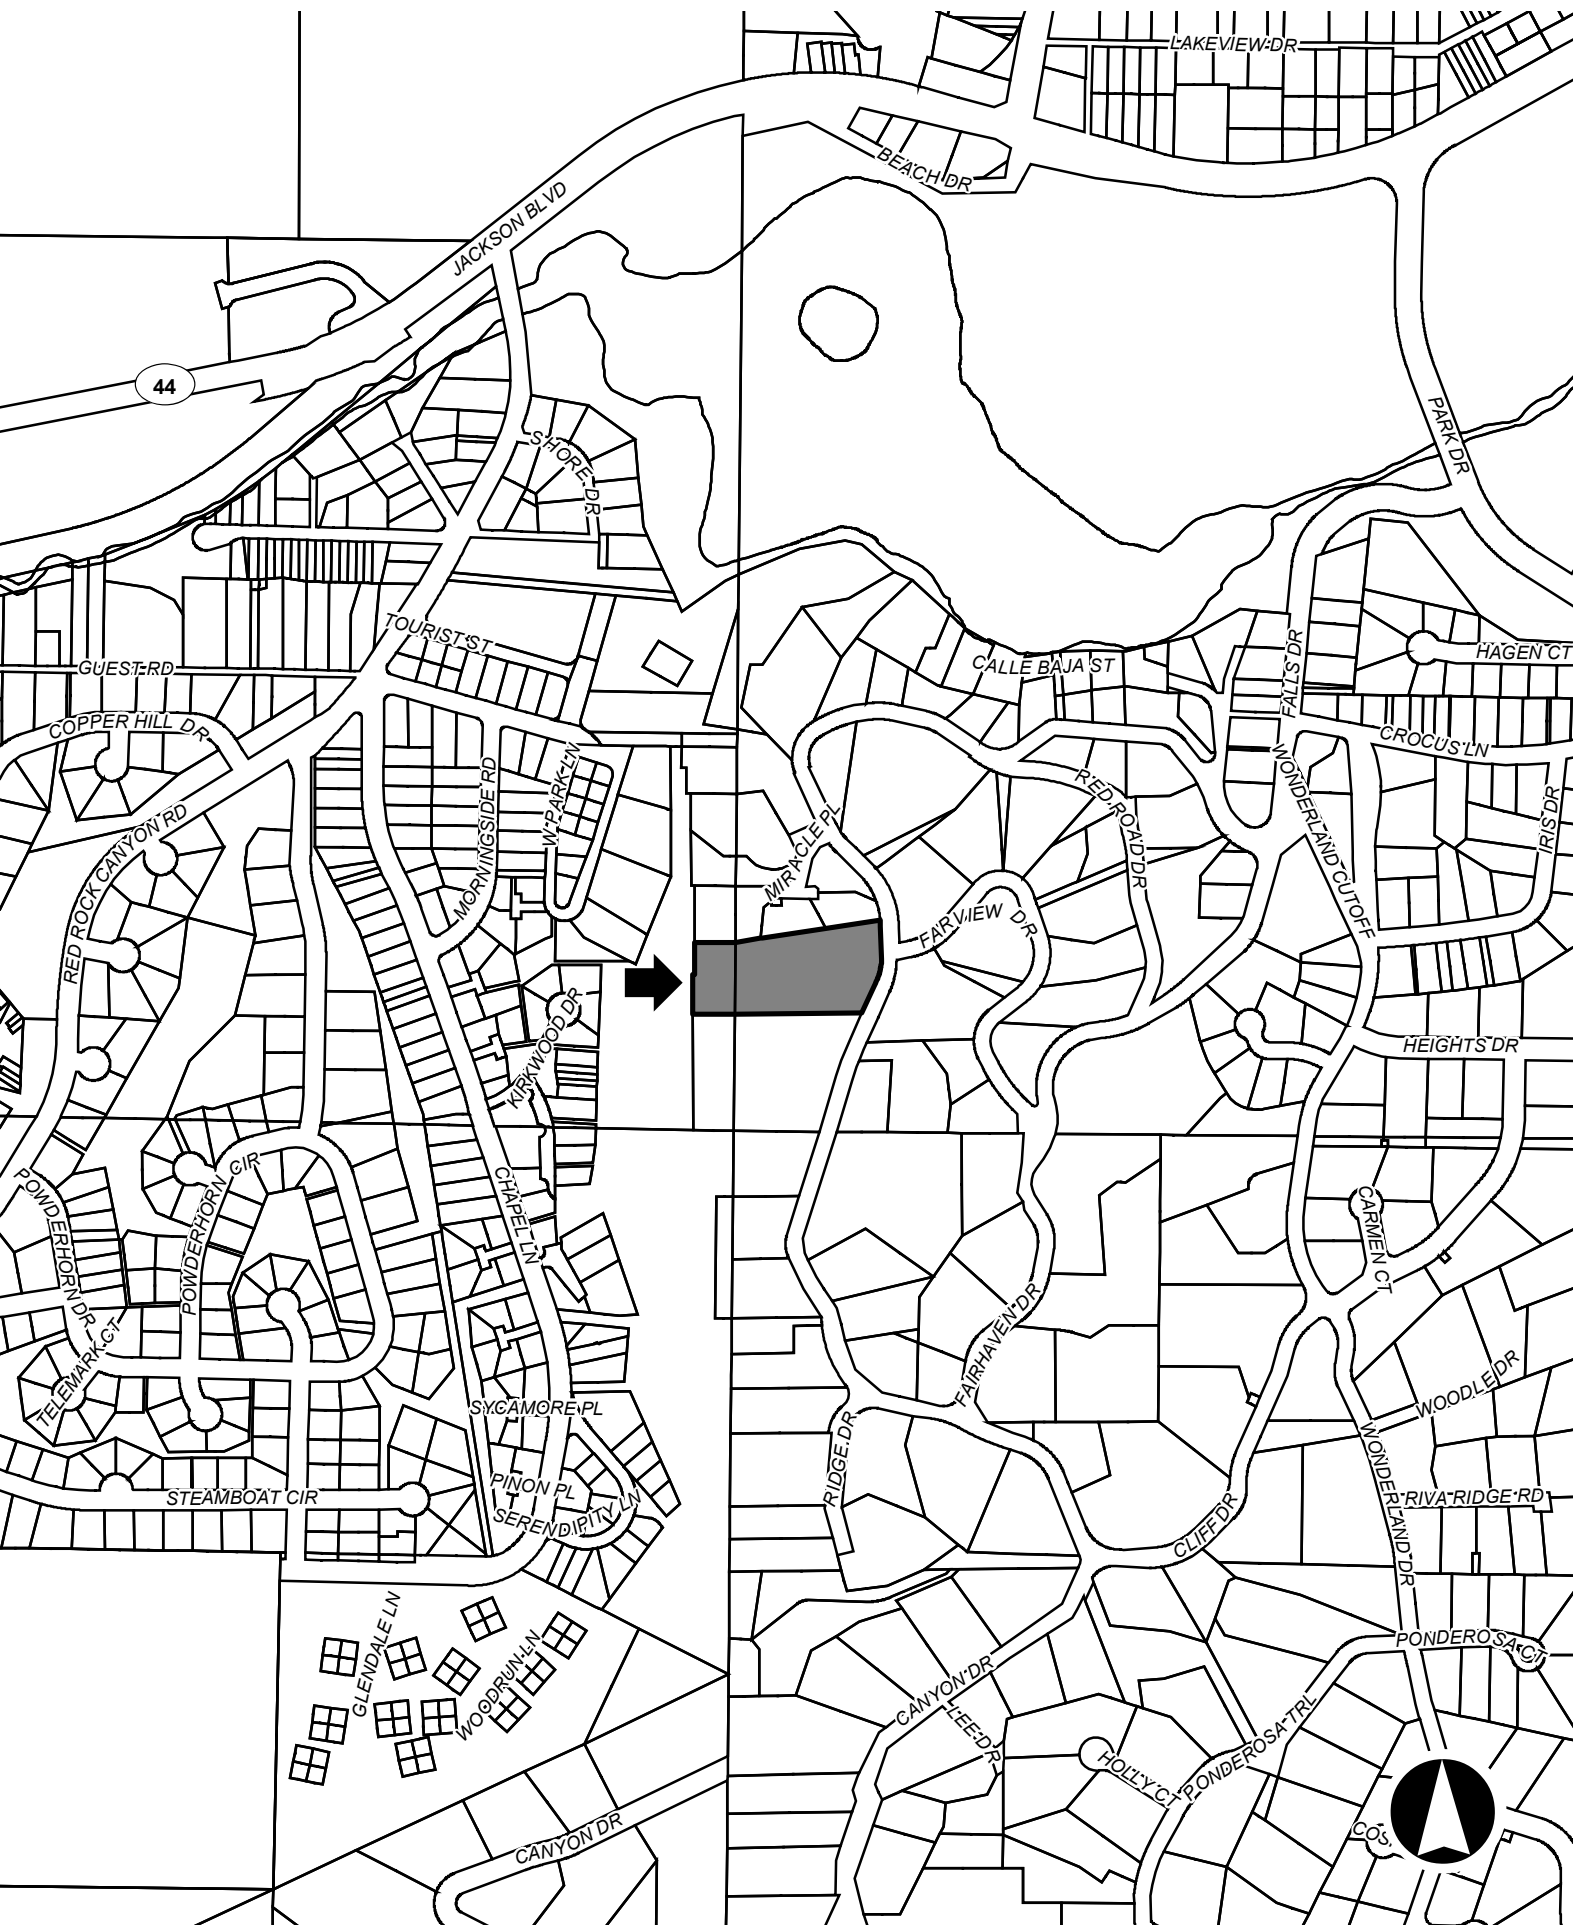 LAKEVIEW DR
BEACH DR
JACKSON BLVD
44
PARK DR
SHORE DR
TOURIST ST
GUEST RD
FALLS DR
HAGEN CT
CALLE BAJA ST
COPPER HILL DR
CROCUS LN
W PARK LN
MORNINGSIDE RD
RED ROCK CANYON RD
MIRACLE PL
RED ROAD DR
WONDERLAND CUTOFF
IRIS DR
FARVIEW DR
KIRKWOOD DR
HEIGHTS DR
POWDERHORN CIR
POWDERHORN DR
CHAPEL LN
CARMEN CT
TELEMARK CT
FAIRHAVEN DR
WOODLE DR
SYCAMORE PL
RIDGE DR
PINON PL
STEAMBOAT CIR
SERENDIPITY LN
CLIFF DR
RIVA RIDGE RD
WONDERLAND DR
GLENDALE LN
WOODRUN LN
PONDEROSA CT
CANYON DR
LEE DR
PONDEROSA TRL
HOLLY CT
CANYON DR